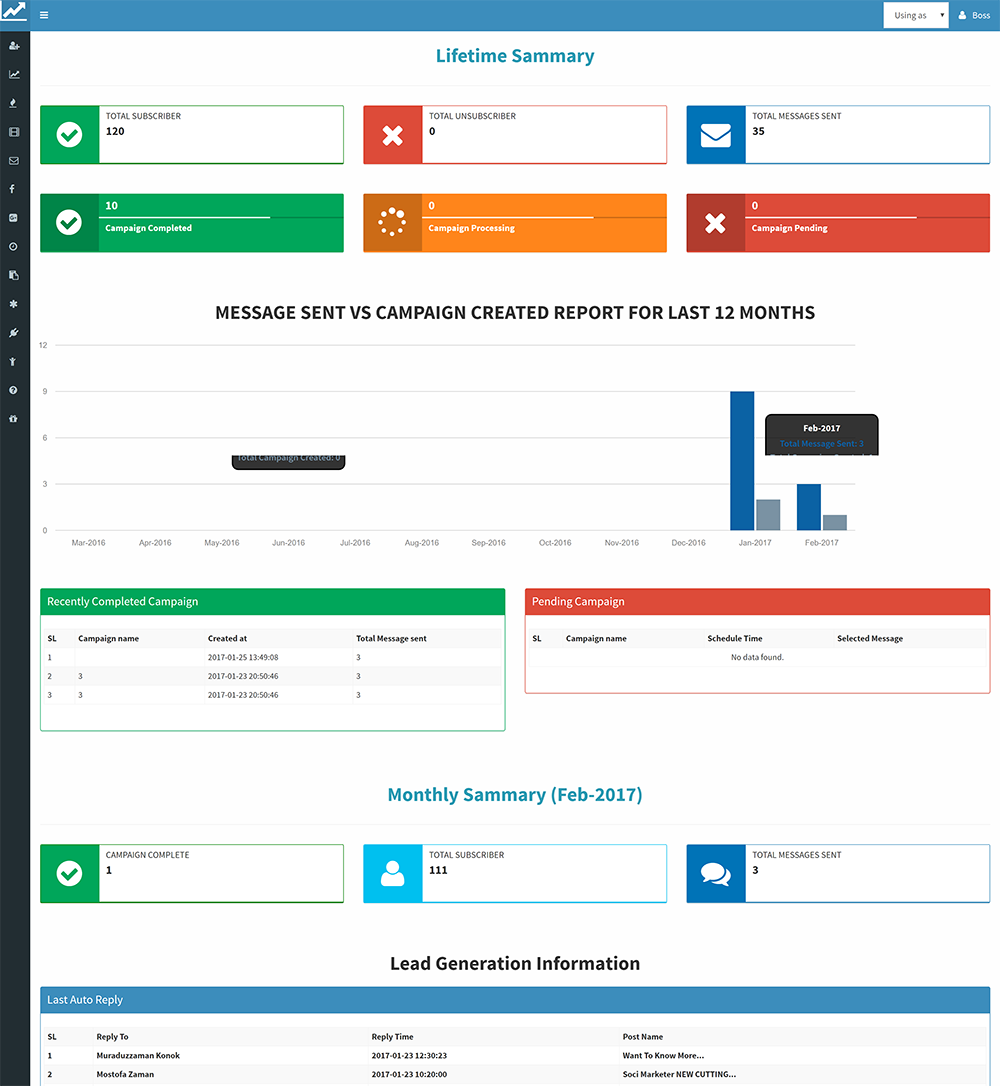 Using as
Boss
Lifetime Sammary
TOTAL SUBSCRIBER
120
TOTAL UNSUBSCRIBER
0
TOTAL MESSAGES SENT
35
10
Campaign Completed
0
Campaign Processing
0
Campaign Pending
MESSAGE SENT VS CAMPAIGN CREATED REPORT FOR LAST 12 MONTHS
12
9
6
3
0
Feb-2017
Total Message Sent: 3
Total Campaign Created: 0
Mar-2016 Apr-2016 May-2016 Jun-2016 Jul-2016 Aug-2016 Sep-2016 Oct-2016 Nov-2016 Dec-2016 Jan-2017 Feb-2017
Recently Completed Campaign
SL Campaign name Created at Total Message sent
1 2017-01-25 13:49:08 3
2 3 2017-01-23 20:50:46 3
3 3 2017-01-23 20:50:46 3
Pending Campaign
SL Campaign name Schedule Time Selected Message
No data found.
Monthly Sammary (Feb-2017)
CAMPAIGN COMPLETE
1
TOTAL SUBSCRIBER
111
TOTAL MESSAGES SENT
3
Lead Generation Information
Last Auto Reply
SL Reply To Reply Time Post Name
1 Muraduzzaman Konok 2017-01-23 12:30:23 Want To Know More...
2 Mostofa Zaman 2017-01-23 10:20:00 Soci Marketer NEW CUTTING...